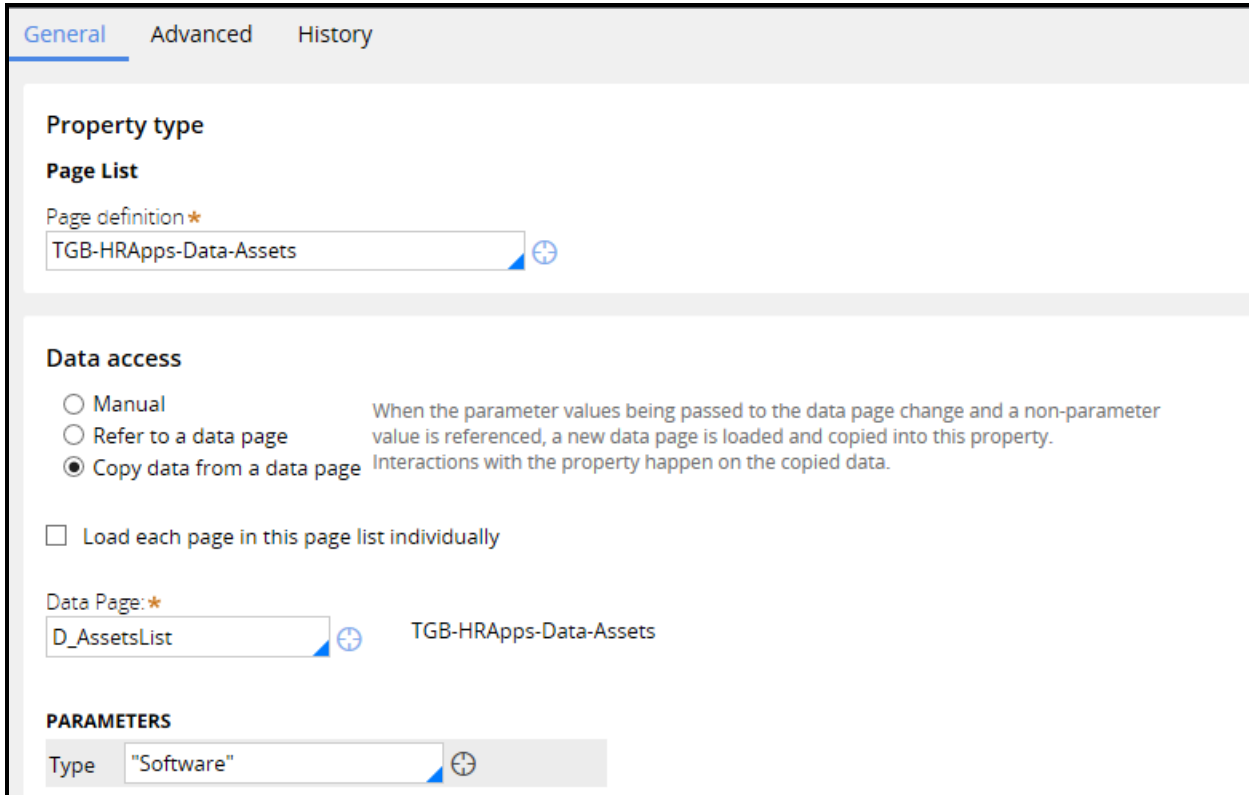 General Advanced History
Property type
Page List
Page definition★
TGB-HRApps-Data-Assets
Data access
Manual
Refer to a data page
Copy data from a data page
When the parameter values being passed to the data page change and a non-parameter
value is referenced, a new data page is loaded and copied into this property.
Interactions with the property happen on the copied data.
Load each page in this page list individually
Data Page:★
D_AssetsList TGB-HRApps-Data-Assets
PARAMETERS
Type "Software"